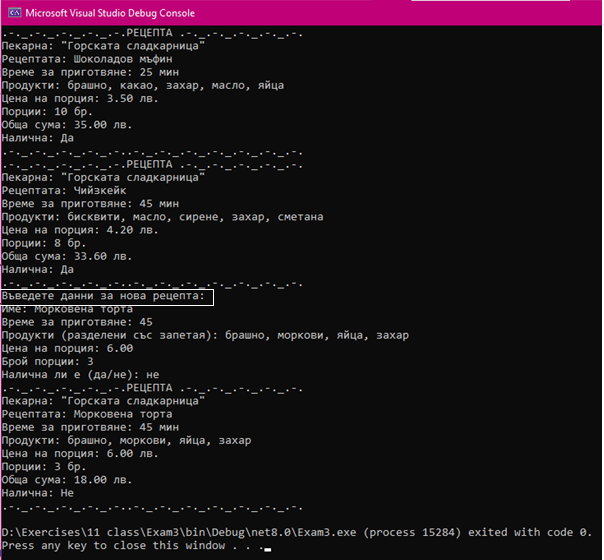 Microsoft Visual Studio Debug Console
.-._.-._.-._.-._.-.РЕЦЕПТА .-._.-._.-._.-._.-.
Пекарна: "Горската сладкарница"
Рецептата: Шоколадов мъфин
Време за приготвяне: 25 мин
Продукти: брашно, какао, захар, масло, яйца
Цена на порция: 3.50 лв.
Порции: 10 бр.
Обща сума: 35.00 лв.
Налична: Да
.-._.-._.-._.-._.-._.-._.-._.-._.-._.-._.-.
.-._.-._.-._.-._.-.РЕЦЕПТА .-._.-._.-._.-._.-.
Пекарна: "Горската сладкарница"
Рецептата: Чийзкейк
Време за приготвяне: 45 мин
Продукти: бисквити, масло, сирене, захар, сметана
Цена на порция: 4.20 лв.
Порции: 8 бр.
Обща сума: 33.60 лв.
Налична: Да
.-._.-._.-._.-._.-._.-._.-._.-._.-._.-._.-.
Въведете данни за нова рецепта:
Име: Морковена торта
Време за приготвяне: 45
Продукти (разделени със запетая): брашно, моркови, яйца, захар
Цена на порция: 6.00
Брой порции: 3
Налична ли е (да/не): не
.-._.-._.-._.-._.-.РЕЦЕПТА .-._.-._.-._.-._.-.
Пекарна: "Горската сладкарница"
Рецептата: Морковена торта
Време за приготвяне: 45 мин
Продукти: брашно, моркови, яйца, захар
Цена на порция: 6.00 лв.
Порции: 3 бр.
Обща сума: 18.00 лв.
Налична: Не
.-._.-._.-._.-._.-._.-._.-._.-._.-._.-._.-.
D:\Exercises\11 class\Exam3\bin\Debug\net8.0\Exam3.exe (process 15284) exited with code 0.
Press any key to close this window . . .